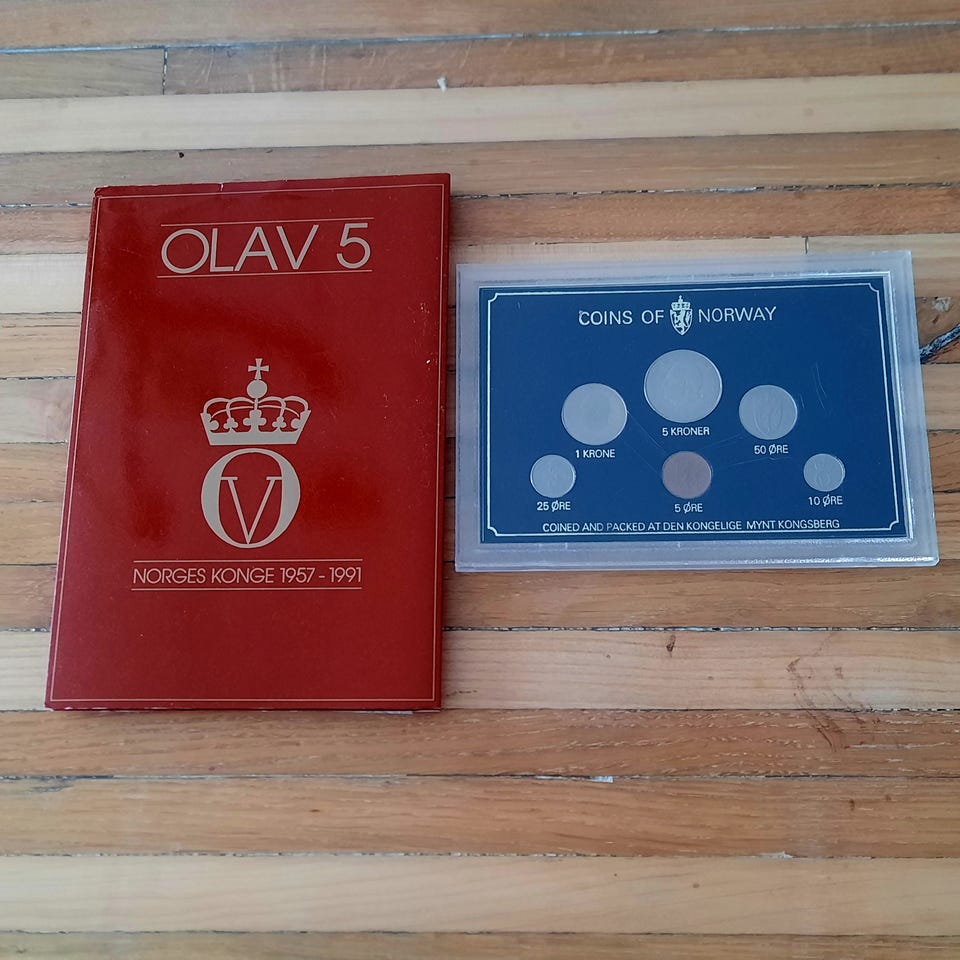 OLAV 5
OV
NORGES KONGE 1957 - 1991
COINS OF NORWAY
5 KRONER
1 KRONE
50 ØRE
25 ØRE
5 ØRE
10 ØRE
COINED AND PACKED AT DEN KONGELIGE MYNT KONGSBERG